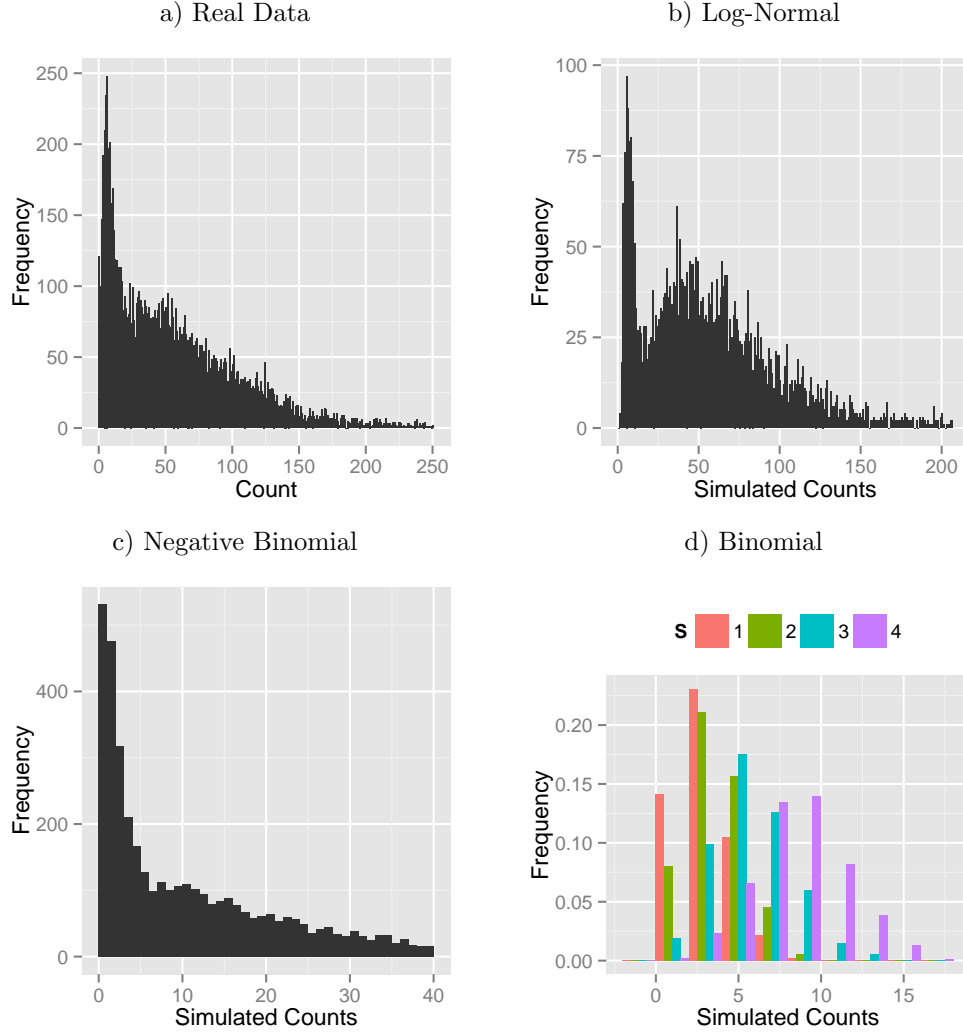 a) Real Data
b) Log-Normal
250
200
150
100
50
0
Frequency
0 50 100 150 200 250
Count
100
75
50
25
0
Frequency
0 50 100 150 200
Simulated Counts
c) Negative Binomial
d) Binomial
400
200
0
Frequency
0 10 20 30 40
Simulated Counts
S 1 2 3 4
0.20
0.15
0.10
0.05
0.00
Frequency
0 5 10 15
Simulated Counts